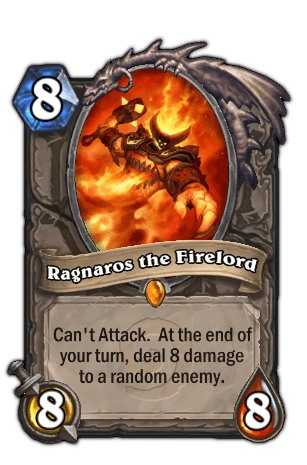 8
Ragnaros the Firelord
Can't Attack. At the end of
your turn, deal 8 damage
to a random enemy.
8 8